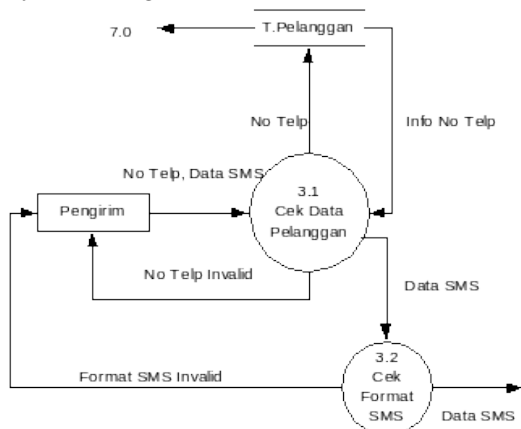 7.0
T.Pelanggan
No Telp
Info No Telp
No Telp, Data SMS
3.1
Cek Data
Pelanggan
Pengirim
No Telp Invalid
Data SMS
3.2
Cek
Format
SMS
Format SMS Invalid
Data SMS